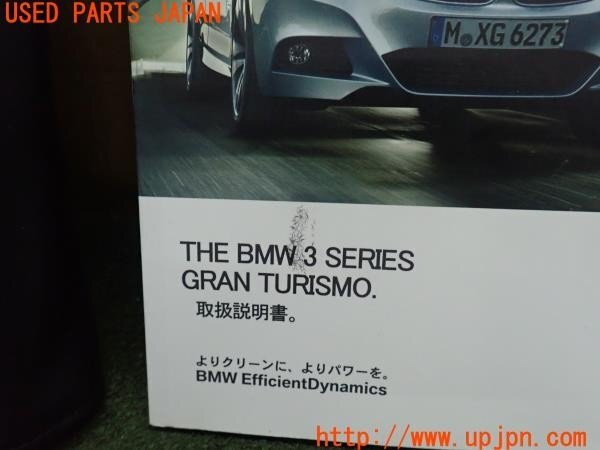 USED PARTS JAPAN
M XG 6273
THE BMW 3 SERIES
GRAN TURISMO.
取扱説明書。
よりクリーンに、よりパワーを。
BMW EfficientDynamics
http://www.upjpn.com